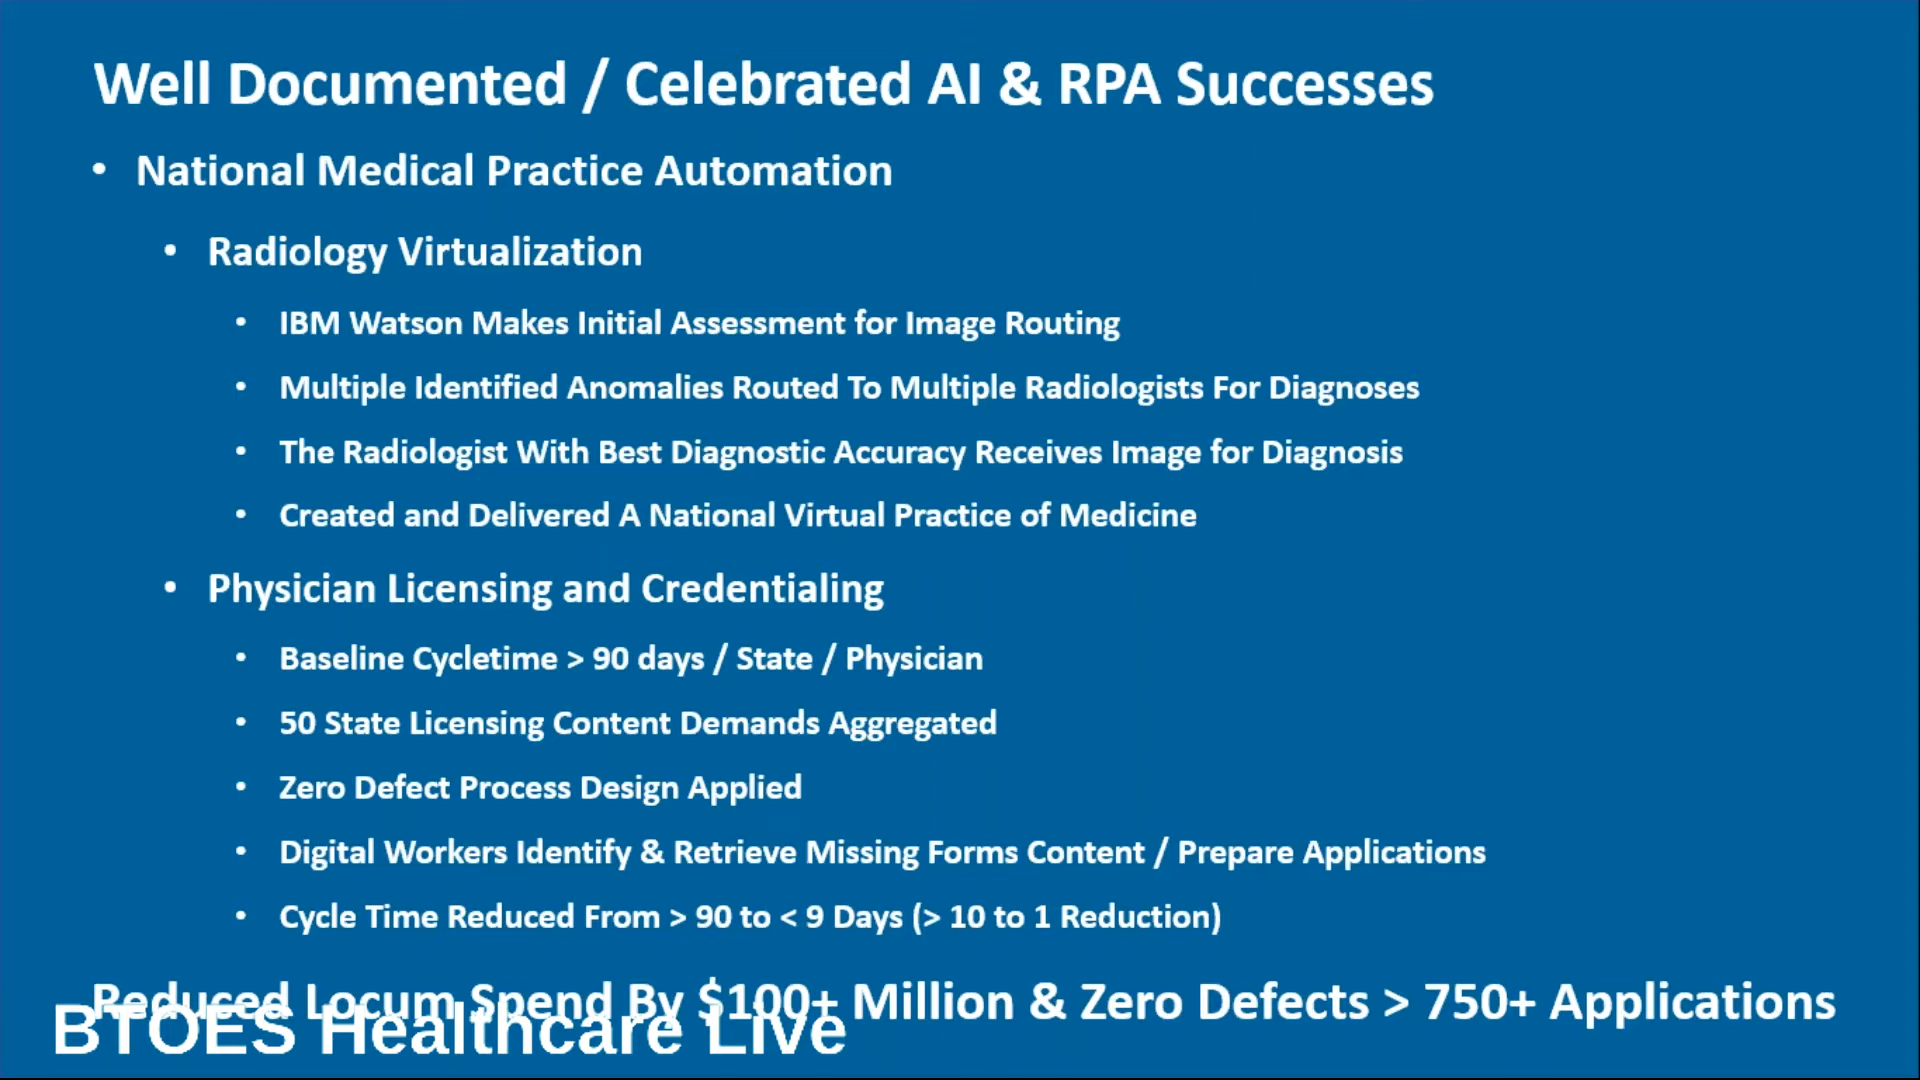 Well Documented / Celebrated AI & RPA Successes
• National Medical Practice Automation
• Radiology Virtualization
• IBM Watson Makes Initial Assessment for Image Routing
• Multiple Identified Anomalies Routed To Multiple Radiologists For Diagnoses
• The Radiologist With Best Diagnostic Accuracy Receives Image for Diagnosis
• Created and Delivered A National Virtual Practice of Medicine
• Physician Licensing and Credentialing
• Baseline Cycletime > 90 days / State / Physician
• 50 State Licensing Content Demands Aggregated
• Zero Defect Process Design Applied
• Digital Workers Identify & Retrieve Missing Forms Content / Prepare Applications
• Cycle Time Reduced From > 90 to < 9 Days (> 10 to 1 Reduction)
Reduced Locum Spend By $100+ Million & Zero Defects > 750+ Applications
BTOES Healthcare Live